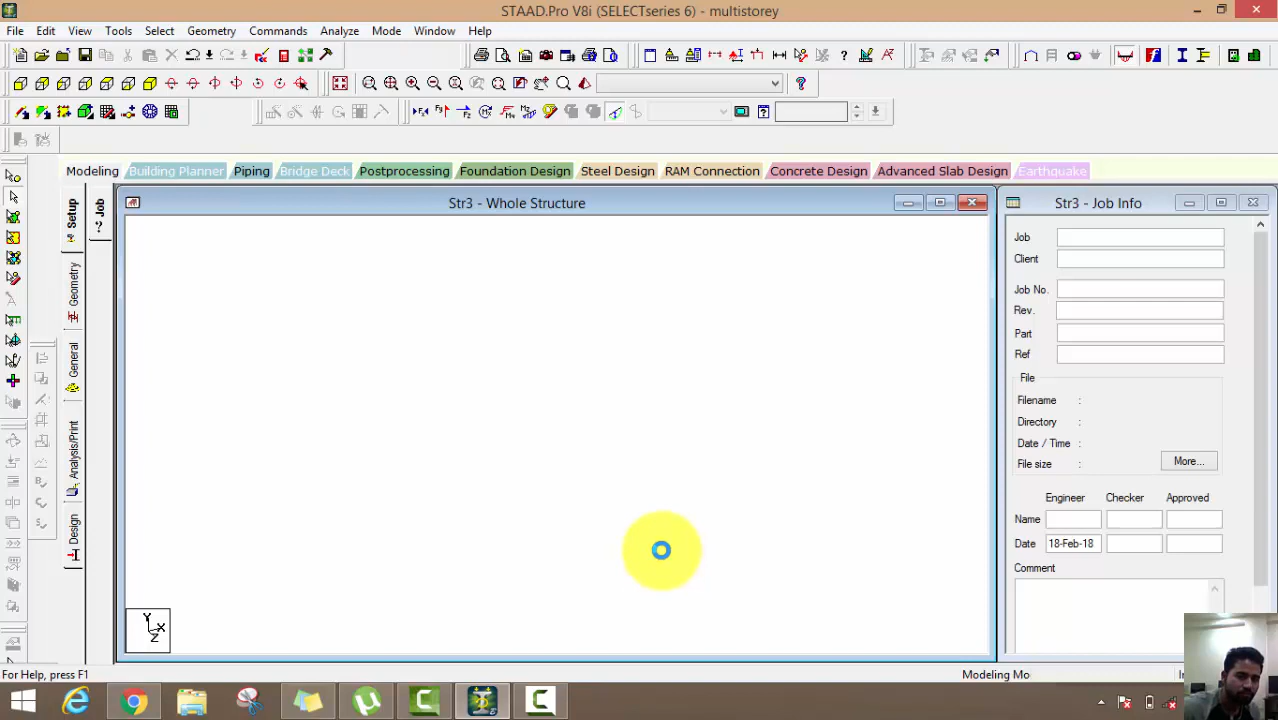 STAAD.Pro V8i (SELECTseries 6) - multistorey
File Edit View Tools Select Geometry Commands Analyze Mode Window Help
Modeling Building Planner Piping Bridge Deck Postprocessing Foundation Design Steel Design RAM Connection Concrete Design Advanced Slab Design Earthquake
Setup
Job
Geometry
General
Analysis/Print
Design
Str3 - Whole Structure
Y
X
Z
Str3 - Job Info
Job
Client
Job No.
Rev.
Part
Ref
File
Filename :
Directory :
Date / Time :
File size :
More...
Engineer Checker Approved
Name
Date 18-Feb-18
Comment
For Help, press F1
Modeling Mo